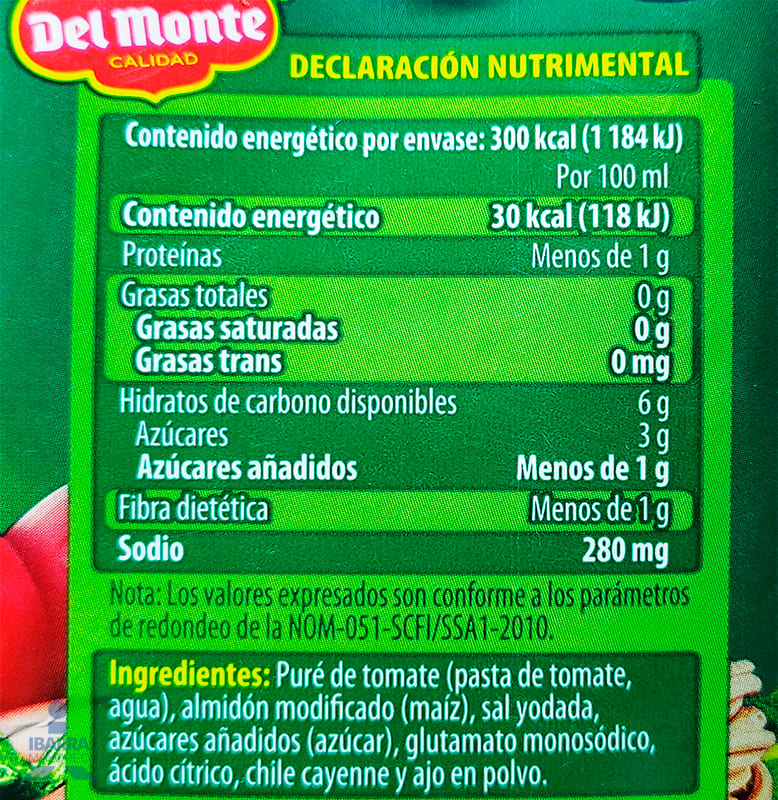 Del Monte
CALIDAD
DECLARACIÓN NUTRIMENTAL
Contenido energético por envase: 300 kcal (1 184 kJ)
Por 100 ml
Contenido energético 30 kcal (118 kJ)
Proteínas Menos de 1 g
Grasas totales 0 g
Grasas saturadas 0 g
Grasas trans 0 mg
Hidratos de carbono disponibles 6 g
Azúcares 3 g
Azúcares añadidos Menos de 1 g
Fibra dietética Menos de 1 g
Sodio 280 mg
Nota: Los valores expresados son conforme a los parámetros
de redondeo de la NOM-051-SCFI/SSA1-2010.
Ingredientes: Puré de tomate (pasta de tomate,
agua), almidón modificado (maíz), sal yodada,
azúcares añadidos (azúcar), glutamato monosódico,
ácido cítrico, chile cayenne y ajo en polvo.
IBARRA